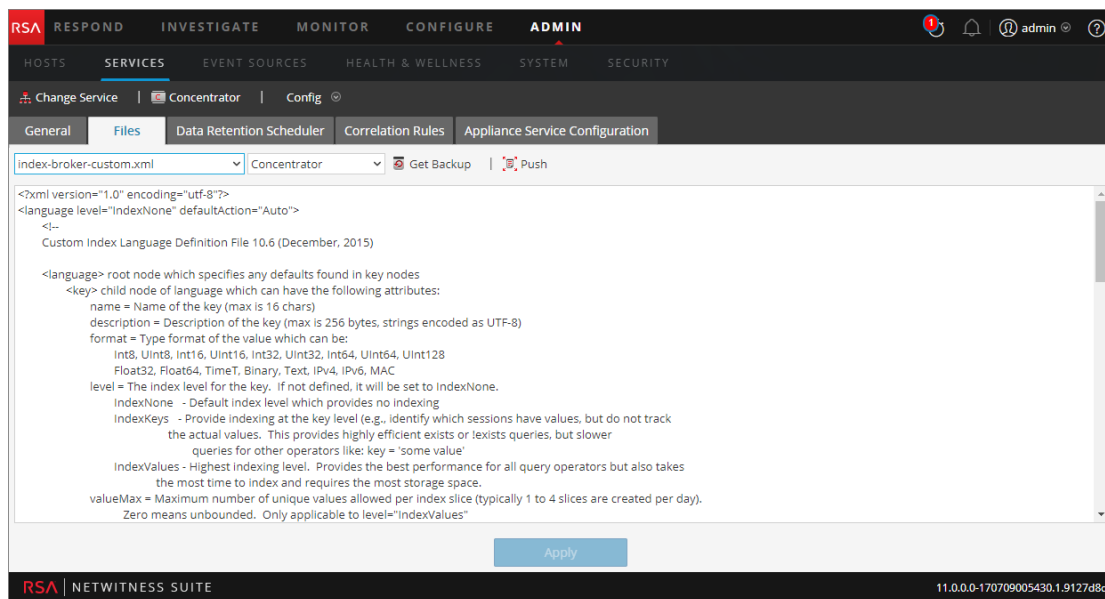 RSA RESPOND INVESTIGATE MONITOR CONFIGURE ADMIN 1 admin ?
HOSTS SERVICES EVENT SOURCES HEALTH & WELLNESS SYSTEM SECURITY
Change Service | C Concentrator | Config
General Files Data Retention Scheduler Correlation Rules Appliance Service Configuration
index-broker-custom.xml Concentrator Get Backup | Push
<?xml version="1.0" encoding="utf-8"?>
<language level="IndexNone" defaultAction="Auto">
<!--
Custom Index Language Definition File 10.6 (December, 2015)
<language> root node which specifies any defaults found in key nodes
<key> child node of language which can have the following attributes:
name = Name of the key (max is 16 chars)
description = Description of the key (max is 256 bytes, strings encoded as UTF-8)
format = Type format of the value which can be:
Int8, UInt8, Int16, UInt16, Int32, UInt32, Int64, UInt64, UInt128
Float32, Float64, TimeT, Binary, Text, IPv4, IPv6, MAC
level = The index level for the key. If not defined, it will be set to IndexNone.
IndexNone - Default index level which provides no indexing
IndexKeys - Provide indexing at the key level (e.g., identify which sessions have values, but do not track
the actual values. This provides highly efficient exists or !exists queries, but slower
queries for other operators like: key = 'some value'
IndexValues - Highest indexing level. Provides the best performance for all query operators but also takes
the most time to index and requires the most storage space.
valueMax = Maximum number of unique values allowed per index slice (typically 1 to 4 slices are created per day).
Zero means unbounded. Only applicable to level="IndexValues"
Apply
RSA | NETWITNESS SUITE 11.0.0.0-170709005430.1.9127d8d